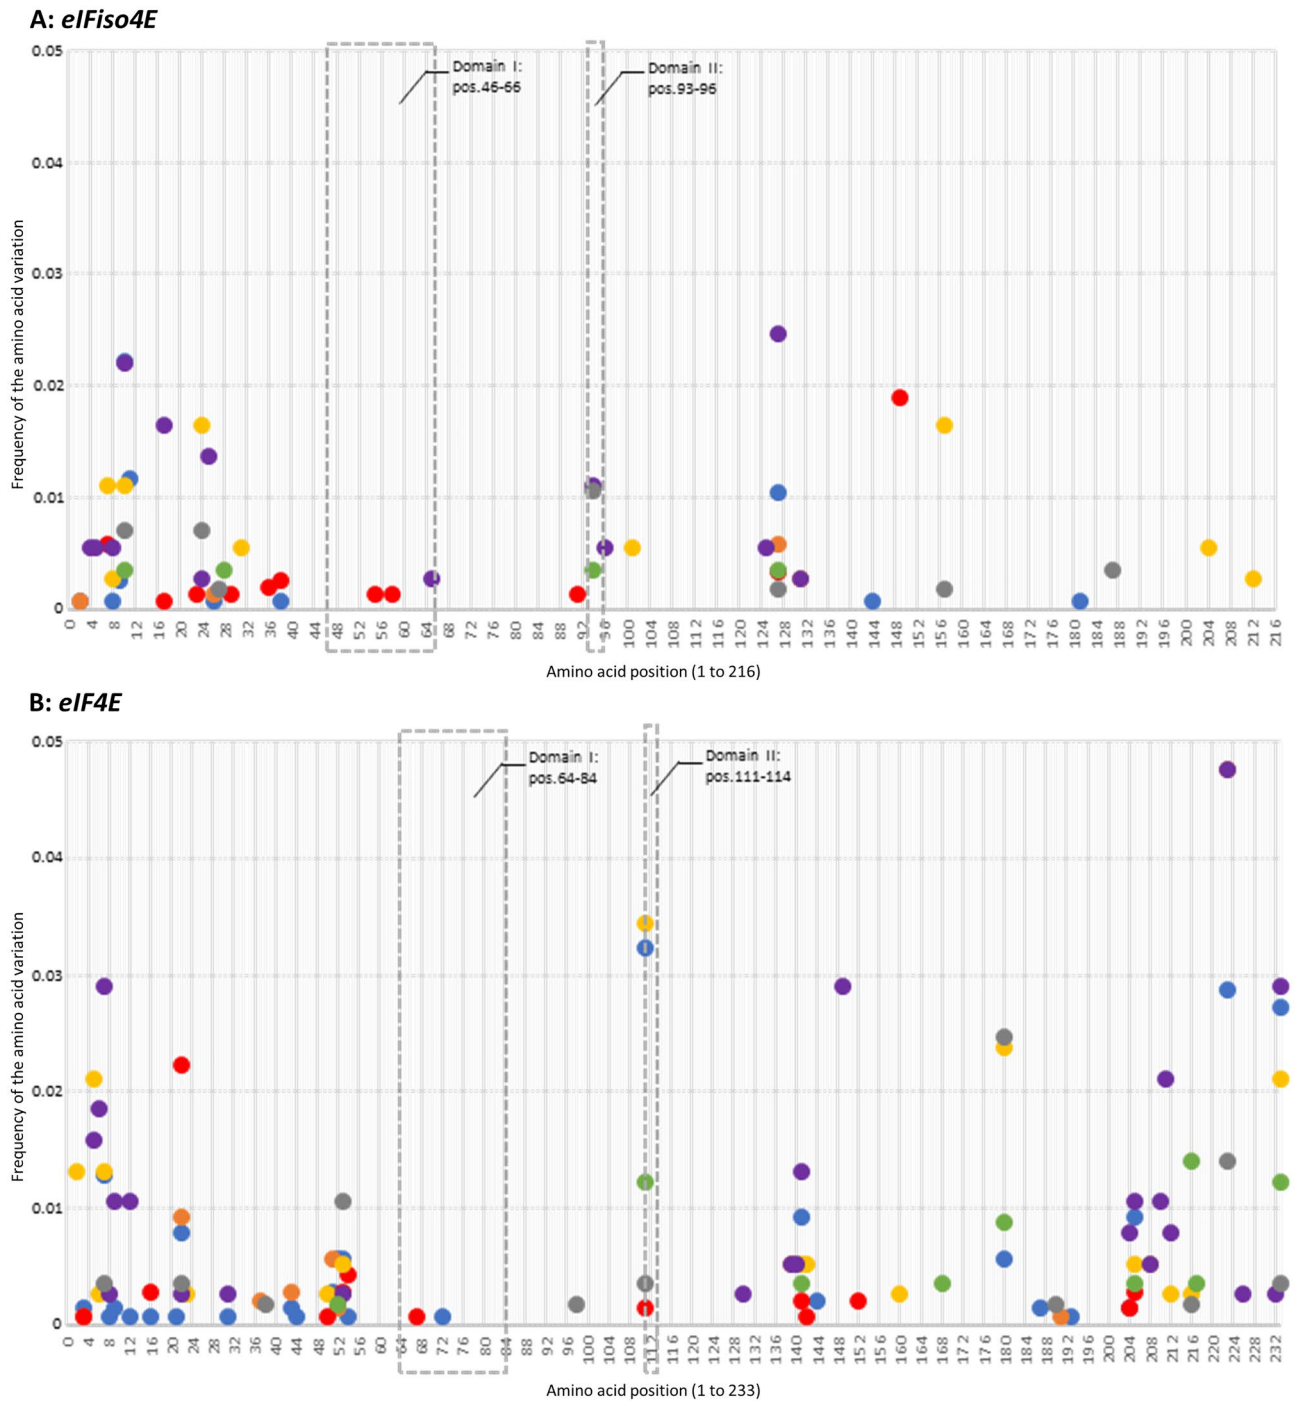 A: eIFiso4E
0.05
Domain I:
pos.46-66
Domain II:
pos.93-96
0.04
0.03
0.02
0.01
0
Frequency of the amino acid variation
0 4 8 12 16 20 24 28 32 36 40 44 48 52 56 60 64 68 72 76 80 84 88 92 96 100 104 108 112 116 120 124 128 132 136 140 144 148 152 156 160 164 168 172 176 180 184 188 192 196 200 204 208 212 216
Amino acid position (1 to 216)
B: eIF4E
0.05
Domain I:
pos.64-84
Domain II:
pos.111-114
0.04
0.03
0.02
0.01
0
Frequency of the amino acid variation
0 4 8 12 16 20 24 28 32 36 40 44 48 52 56 60 64 68 72 76 80 84 88 92 96 100 104 108 112 116 120 124 128 132 136 140 144 148 152 156 160 164 168 172 176 180 184 188 192 196 200 204 208 212 216 220 224 228 232
Amino acid position (1 to 233)